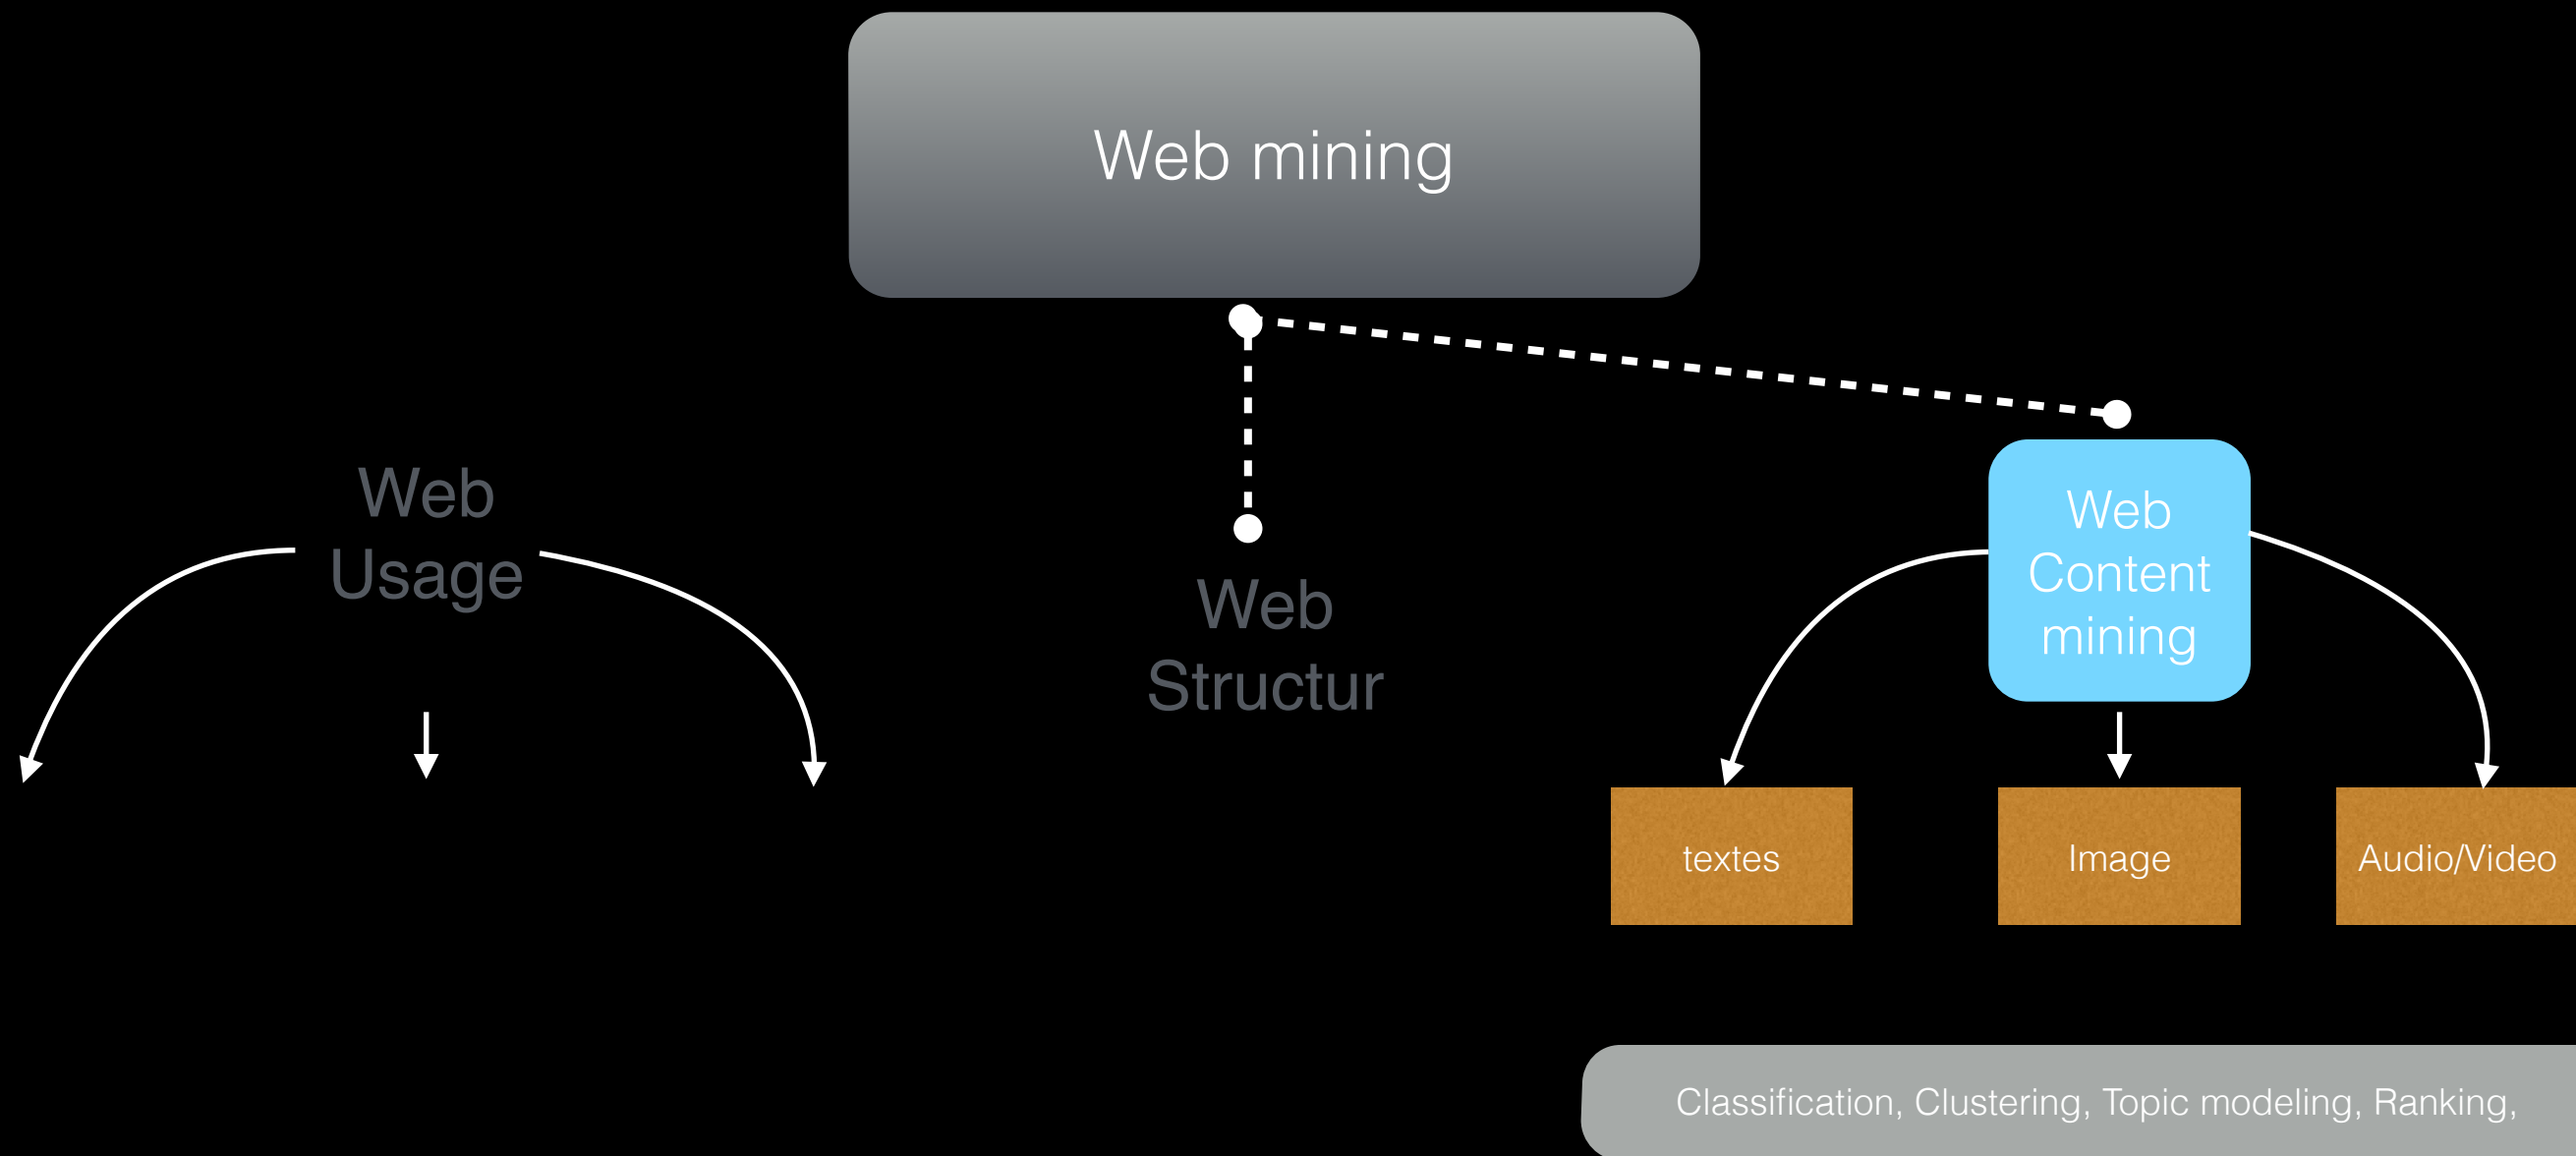 Web mining
Web
Usage
Web
Structur
Web
Content
mining
textes
Image
Audio/Video
Classification, Clustering, Topic modeling, Ranking,